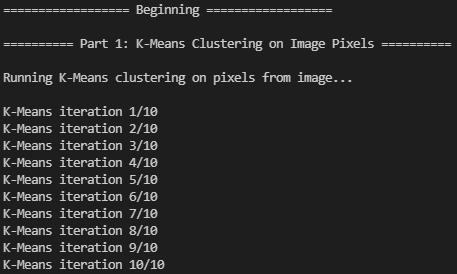 ================== Beginning ==================
========== Part 1: K-Means Clustering on Image Pixels ==========
Running K-Means clustering on pixels from image...
K-Means iteration 1/10
K-Means iteration 2/10
K-Means iteration 3/10
K-Means iteration 4/10
K-Means iteration 5/10
K-Means iteration 6/10
K-Means iteration 7/10
K-Means iteration 8/10
K-Means iteration 9/10
K-Means iteration 10/10